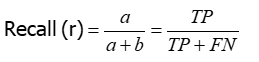 Recall (r) = a / (a + b) = TP / (TP + FN)